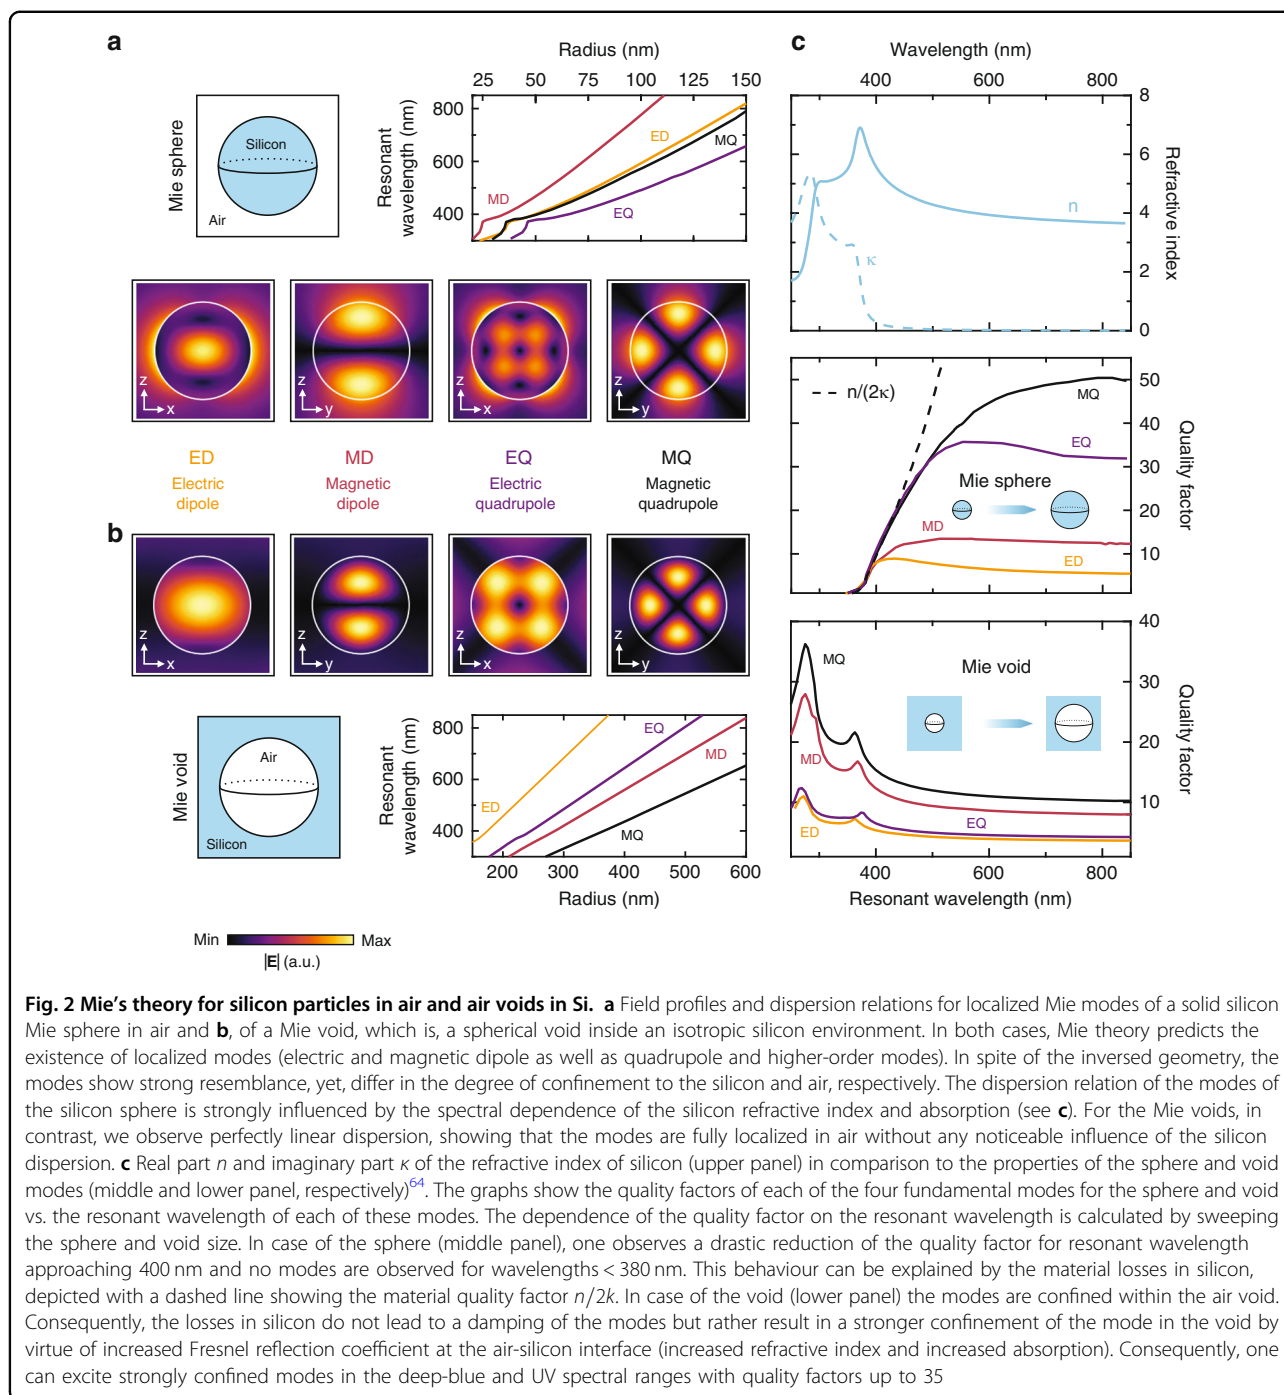 a
Mie sphere
Silicon
Air
Radius (nm)
25 50 75 100 125 150
Resonant
wavelength (nm)
800
600
400
MD
ED
MQ
EQ
z
x
z
y
z
x
z
y
ED
Electric
dipole
MD
Magnetic
dipole
EQ
Electric
quadrupole
MQ
Magnetic
quadrupole
b
z
x
z
y
z
x
z
y
Mie void
Air
Silicon
Resonant
wavelength (nm)
800
600
400
ED
EQ
MD
MQ
200 300 400 500 600
Radius (nm)
Min Max
|E| (a.u.)
c
Wavelength (nm)
400 600 800
8
6
4
2
0
Refractive index
n
κ
n/(2κ)
MQ
EQ
Mie sphere
MD
ED
50
40
30
20
10
Quality factor
MQ
Mie void
MD
EQ
ED
40
30
20
10
Quality factor
400 600 800
Resonant wavelength (nm)
Fig. 2 Mie's theory for silicon particles in air and air voids in Si. a Field profiles and dispersion relations for localized Mie modes of a solid silicon
Mie sphere in air and b, of a Mie void, which is, a spherical void inside an isotropic silicon environment. In both cases, Mie theory predicts the
existence of localized modes (electric and magnetic dipole as well as quadrupole and higher-order modes). In spite of the inversed geometry, the
modes show strong resemblance, yet, differ in the degree of confinement to the silicon and air, respectively. The dispersion relation of the modes of
the silicon sphere is strongly influenced by the spectral dependence of the silicon refractive index and absorption (see c). For the Mie voids, in
contrast, we observe perfectly linear dispersion, showing that the modes are fully localized in air without any noticeable influence of the silicon
dispersion. c Real part n and imaginary part κ of the refractive index of silicon (upper panel) in comparison to the properties of the sphere and void
modes (middle and lower panel, respectively)64. The graphs show the quality factors of each of the four fundamental modes for the sphere and void
vs. the resonant wavelength of each of these modes. The dependence of the quality factor on the resonant wavelength is calculated by sweeping
the sphere and void size. In case of the sphere (middle panel), one observes a drastic reduction of the quality factor for resonant wavelength
approaching 400 nm and no modes are observed for wavelengths < 380 nm. This behaviour can be explained by the material losses in silicon,
depicted with a dashed line showing the material quality factor n/2k. In case of the void (lower panel) the modes are confined within the air void.
Consequently, the losses in silicon do not lead to a damping of the modes but rather result in a stronger confinement of the mode in the void by
virtue of increased Fresnel reflection coefficient at the air-silicon interface (increased refractive index and increased absorption). Consequently, one
can excite strongly confined modes in the deep-blue and UV spectral ranges with quality factors up to 35